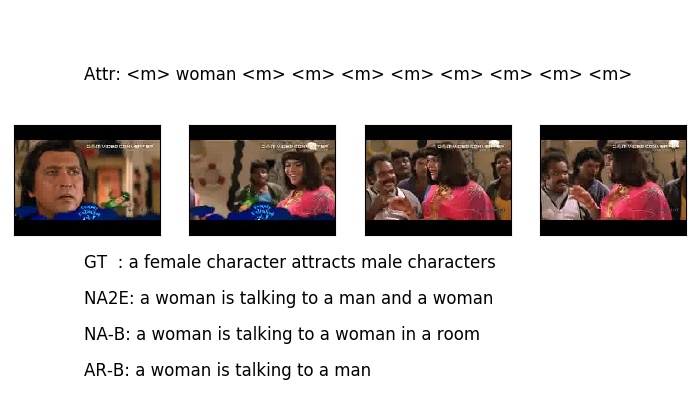 Attr: <m> woman <m> <m> <m> <m> <m> <m> <m> <m>
GT : a female character attracts male characters
NA2E: a woman is talking to a man and a woman
NA-B: a woman is talking to a woman in a room
AR-B: a woman is talking to a man